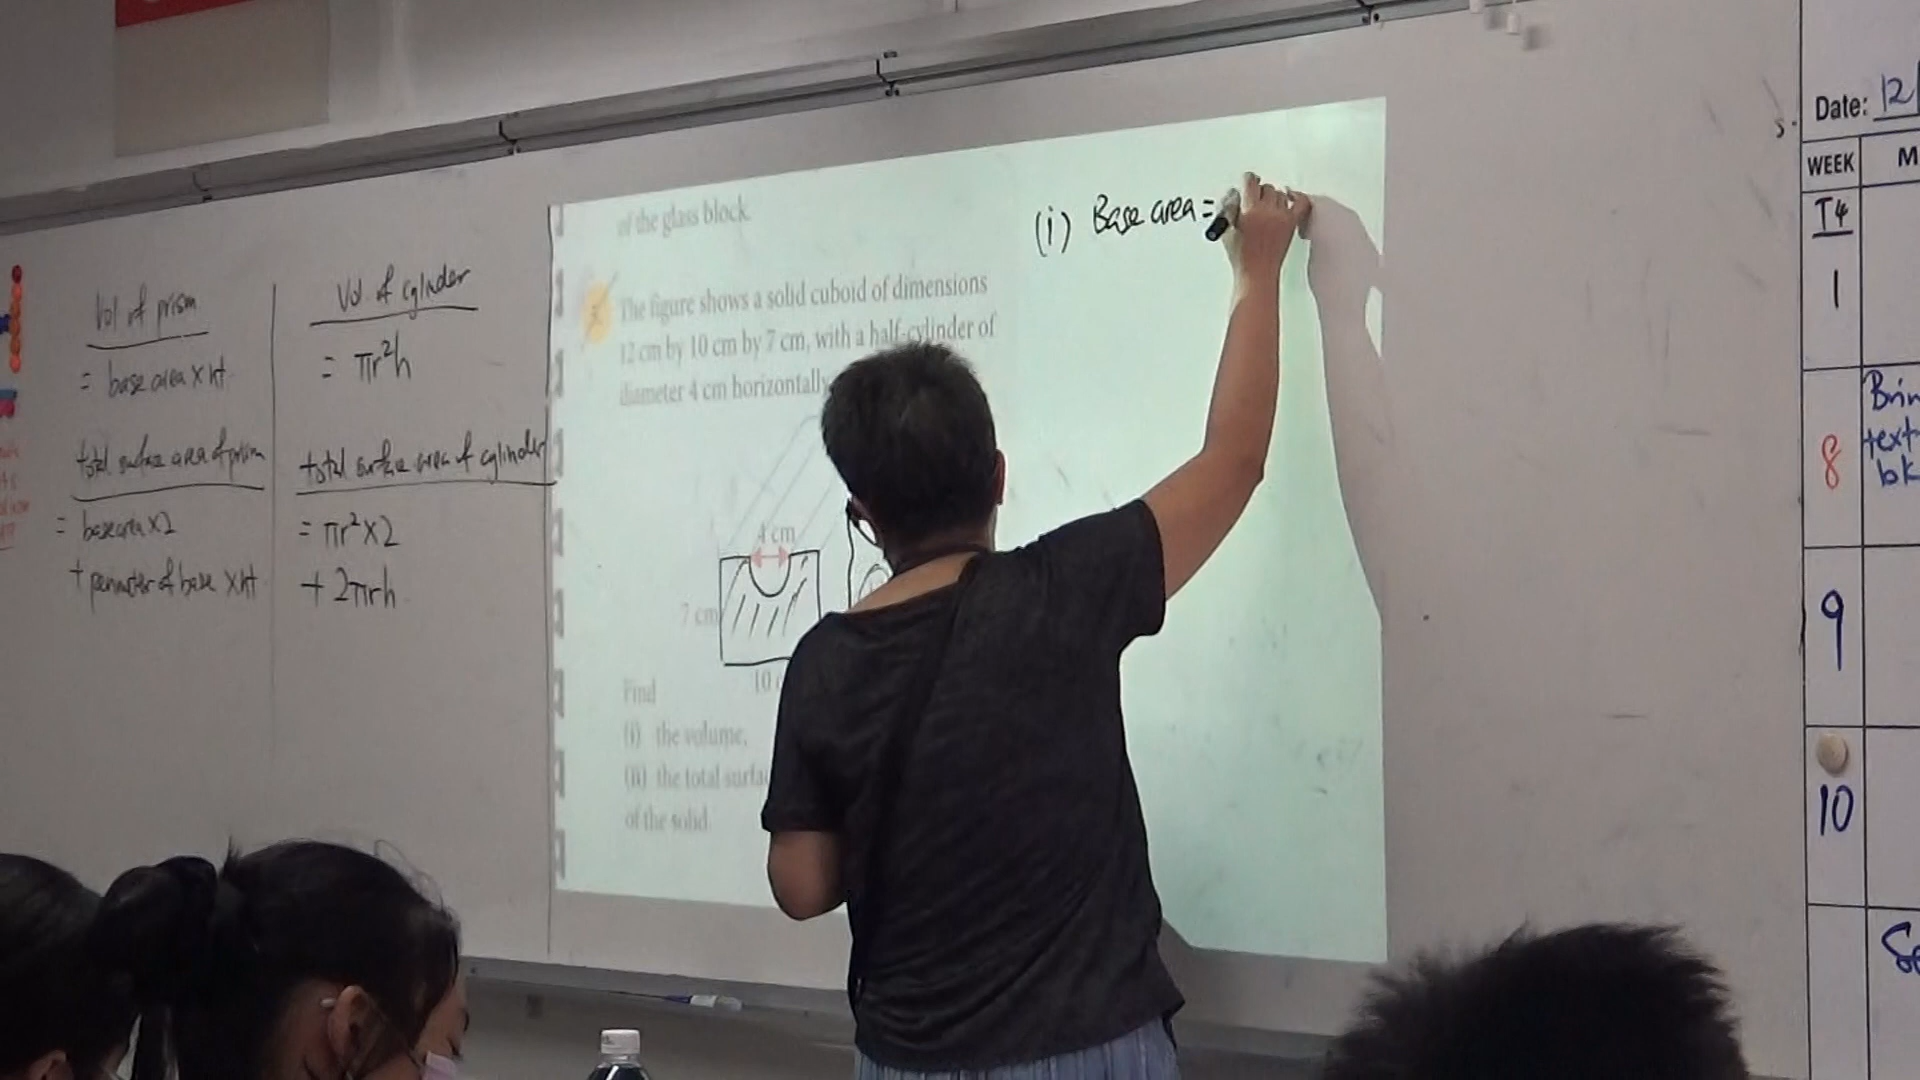 Vol of prism
= base area x ht
total surface area of prism
= base area x 2
+ perimeter of base x ht
Vol. of cylinder
= πr²h
total surface area of cylinder
= πr² x 2
+ 2πrh
of the glass block.
The figure shows a solid cuboid of dimensions
12 cm by 10 cm by 7 cm, with a half-cylinder of
diameter 4 cm horizontally
4 cm
7 cm
10
Find
(i) the volume,
(ii) the total
of the solid.
(i) Base area =
Date: 12/
WEEK M
T4
1
8
text
bk
9
10